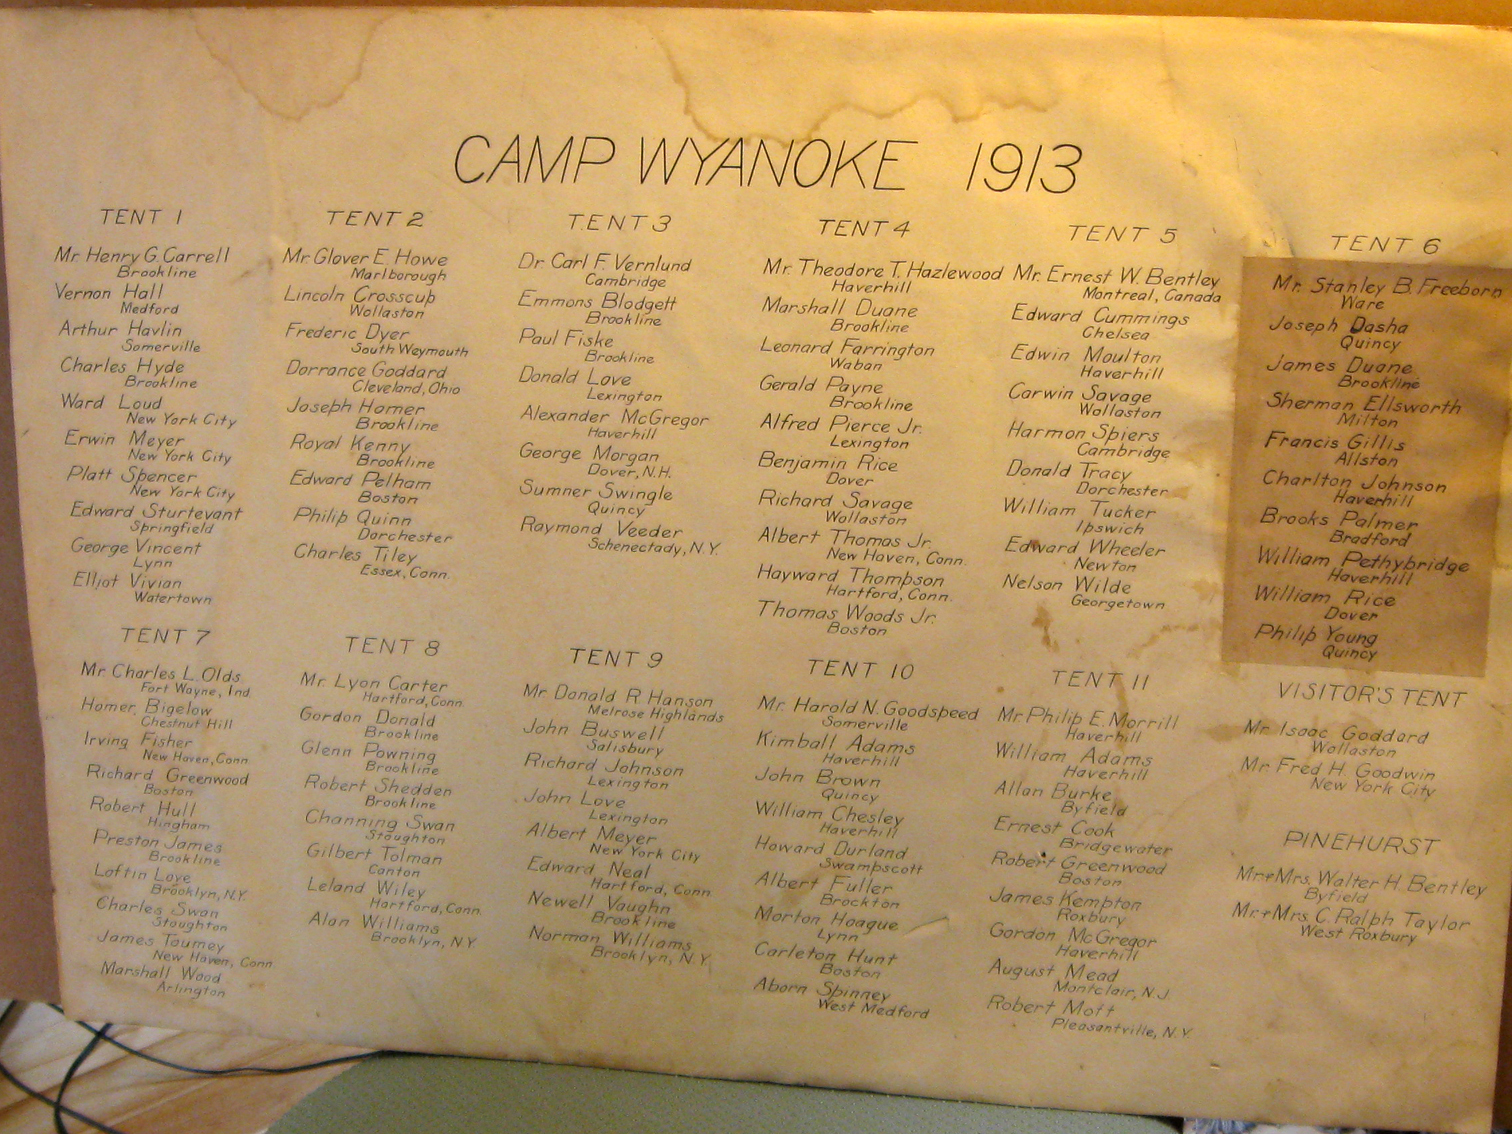 CAMP WYANOKE 1913
TENT 1
Mr. Henry G. Carrell
Brookline
Vernon Hall
Medford
Arthur Havlin
Somerville
Charles Hyde
Brookline
Ward Loud
New York City
Erwin Meyer
New York City
Platt Spencer
New York City
Edward Sturtevant
Springfield
George Vincent
Lynn
Elliot Vivian
Watertown
TENT 2
Mr. Glover E. Howe
Marlborough
Lincoln Crosscup
Wollaston
Frederic Dyer
South Weymouth
Dorrance Goddard
Cleveland, Ohio
Joseph Homer
Brookline
Royal Kenny
Brookline
Edward Pelham
Boston
Philip Quinn
Dorchester
Charles Tiley
Essex, Conn.
TENT 3
Dr. Carl F. Vernlund
Cambridge
Emmons Blodgett
Brookline
Paul Fiske
Brookline
Donald Love
Lexington
Alexander McGregor
Haverhill
George Morgan
Dover, N.H.
Sumner Swingle
Quincy
Raymond Veeder
Schenectady, N.Y.
TENT 4
Mr. Theodore T. Hazlewood
Haverhill
Marshall Duane
Brookline
Leonard Farrington
Waban
Gerald Payne
Brookline
Alfred Pierce Jr.
Lexington
Benjamin Rice
Dover
Richard Savage
Wollaston
Albert Thomas Jr.
New Haven, Conn.
Hayward Thompson
Hartford, Conn.
Thomas Woods Jr.
Boston
TENT 5
Mr. Ernest W. Bentley
Montreal, Canada
Edward Cummings
Chelsea
Edwin Moulton
Haverhill
Corwin Savage
Wollaston
Harmon Spiers
Cambridge
Donald Tracy
Dorchester
William Tucker
Ipswich
Edward Wheeler
Newton
Nelson Wilde
Georgetown
TENT 6
Mr. Stanley B. Freeborn
Ware
Joseph Dasha
Quincy
James Duane
Brookline
Sherman Ellsworth
Milton
Francis Gillis
Allston
Charlton Johnson
Haverhill
Brooks Palmer
Bradford
William Pethybridge
Haverhill
William Rice
Dover
Philip Young
Quincy
TENT 7
Mr. Charles L. Olds
Fort Wayne, Ind
Homer Bigelow
Chestnut Hill
Irving Fisher
New Haven, Conn
Richard Greenwood
Boston
Robert Hull
Hingham
Preston James
Brookline
Loftin Love
Brooklyn, N.Y.
Charles Swan
Stoughton
James Toumey
New Haven, Conn
Marshall Wood
Arlington
TENT 8
Mr. Lyon Carter
Hartford, Conn.
Gordon Donald
Brookline
Glenn Powning
Brookline
Robert Shedden
Brookline
Channing Swan
Stoughton
Gilbert Tolman
Canton
Leland Wiley
Hartford, Conn.
Alan Williams
Brooklyn, NY
TENT 9
Mr Donald R Hanson
Melrose Highlands
John Buswell
Salisbury
Richard Johnson
Lexington
John Love
Lexington
Albert Meyer
New York City
Edward Neal
Hartford, Conn.
Newell Vaughn
Brookline
Norman Williams
Brooklyn, N.Y.
TENT 10
Mr. Harold N. Goodspeed
Somerville
Kimball Adams
Haverhill
John Brown
Quincy
William Chesley
Haverhill
Howard Durland
Swampscott
Albert Fuller
Brockton
Morton Hoague
Lynn
Carleton Hunt
Boston
Aborn Spinney
West Medford
TENT 11
Mr Philip E. Morrill
Haverhill
William Adams
Haverhill
Allan Burke
Byfield
Ernest Cook
Bridgewater
Robert Greenwood
Boston
James Kempton
Roxbury
Gordon McGregor
Haverhill
August Mead
Montclair, N.J
Robert Mott
Pleasantville, N.Y.
VISITOR'S TENT
Mr. Isaac Goddard
Wollaston
Mr. Fred H. Goodwin
New York City
PINEHURST
Mr.+Mrs. Walter H. Bentley
Byfield
Mr.+Mrs. C. Ralph Taylor
West Roxbury